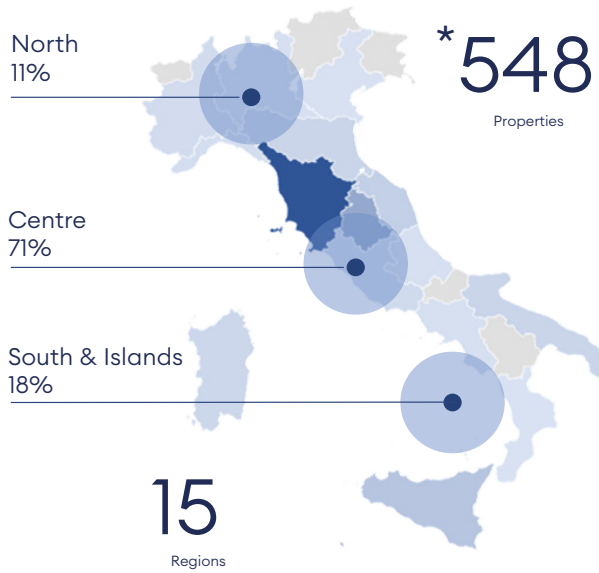 North
11%
*548
Properties
Centre
71%
South & Islands
18%
15
Regions